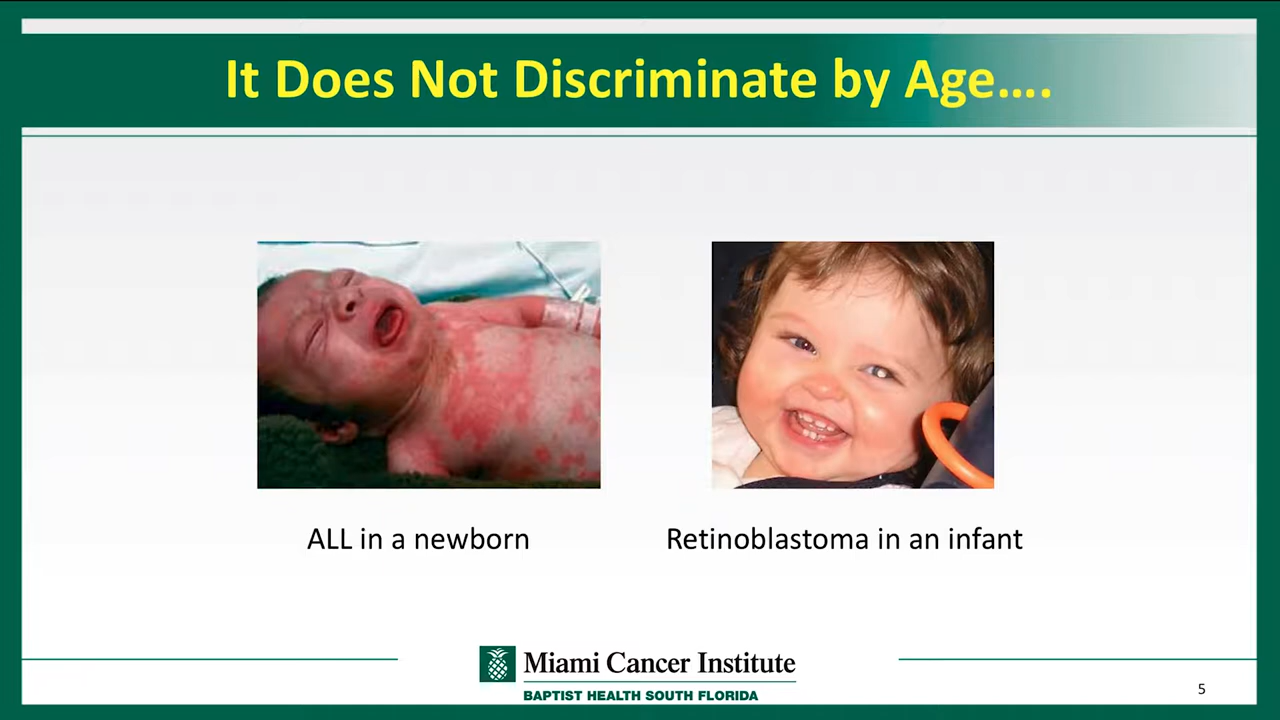 It Does Not Discriminate by Age....
ALL in a newborn
Retinoblastoma in an infant
Miami Cancer Institute
BAPTIST HEALTH SOUTH FLORIDA
5